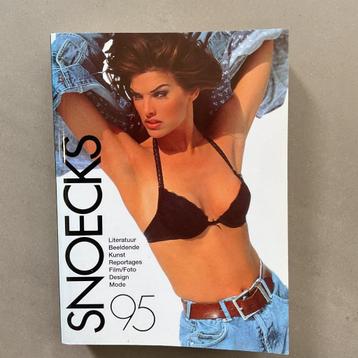 SNOECKS
Literatuur
Beeldende
Kunst
Reportages
Film/Foto
Design
Mode
95